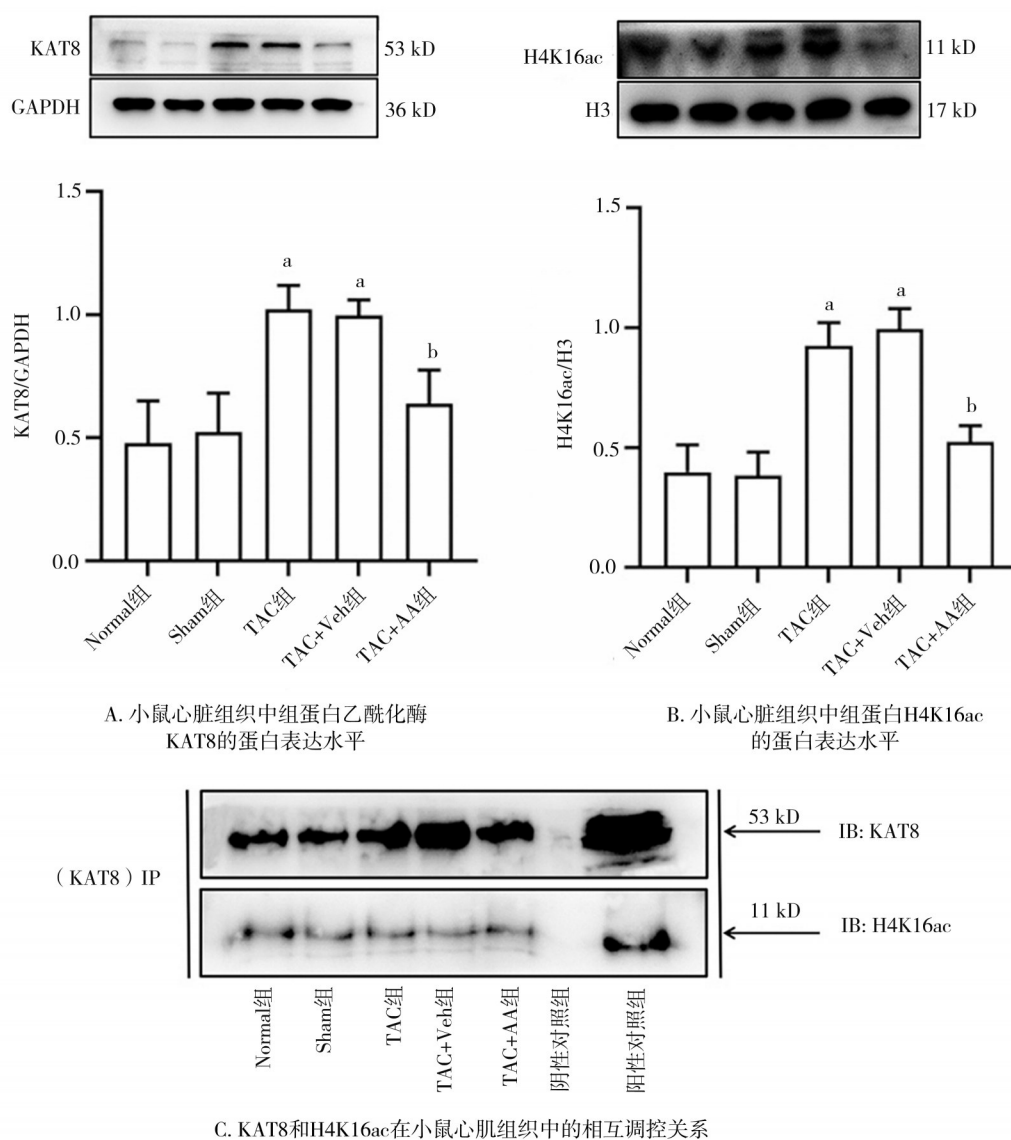 KAT8
53 kD
GAPDH
36 kD
1.5
1.0
0.5
0.0
KAT8/GAPDH
a
a
b
Normal组
Sham组
TAC组
TAC+Veh组
TAC+AA组
A. 小鼠心脏组织中组蛋白乙酰化酶
KAT8的蛋白表达水平
H4K16ac
11 kD
H3
17 kD
1.5
1.0
0.5
0.0
H4K16ac/H3
a
a
b
Normal组
Sham组
TAC组
TAC+Veh组
TAC+AA组
B. 小鼠心脏组织中组蛋白H4K16ac
的蛋白表达水平
（KAT8）IP
53 kD
IB: KAT8
11 kD
IB: H4K16ac
Normal组
Sham组
TAC组
TAC+Veh组
TAC+AA组
阴性对照组
阳性对照组
C. KAT8和H4K16ac在小鼠心肌组织中的相互调控关系